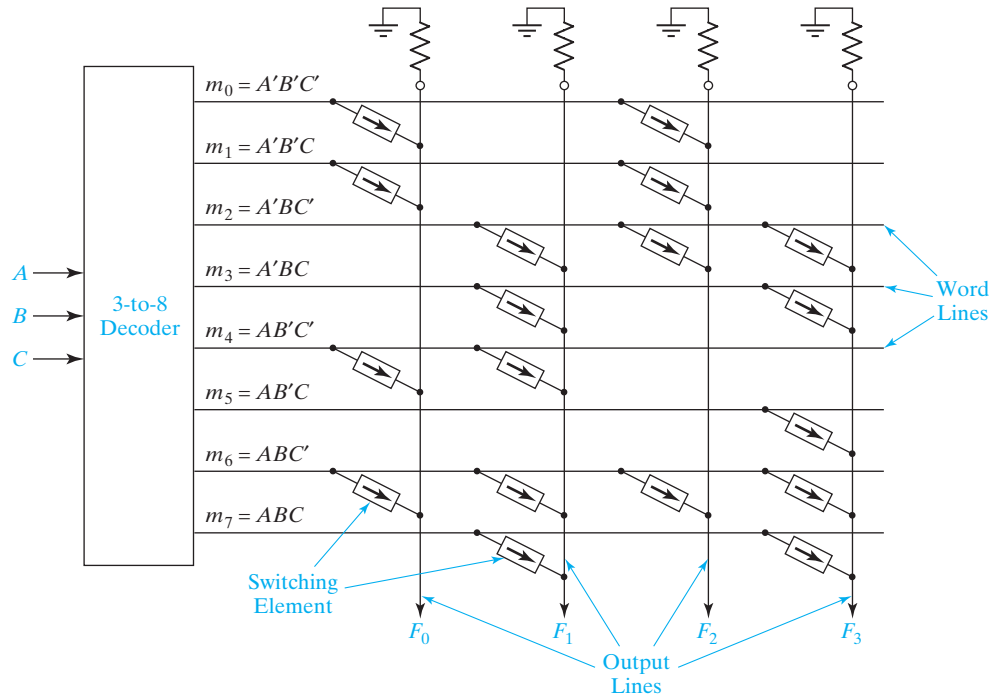 m₀ = A′B′C′
m₁ = A′B′C
m₂ = A′BC′
m₃ = A′BC
m₄ = AB′C′
m₅ = AB′C
m₆ = ABC′
m₇ = ABC
A
B
C
3-to-8
Decoder
Word
Lines
Switching
Element
F₀
F₁
F₂
F₃
Output
Lines